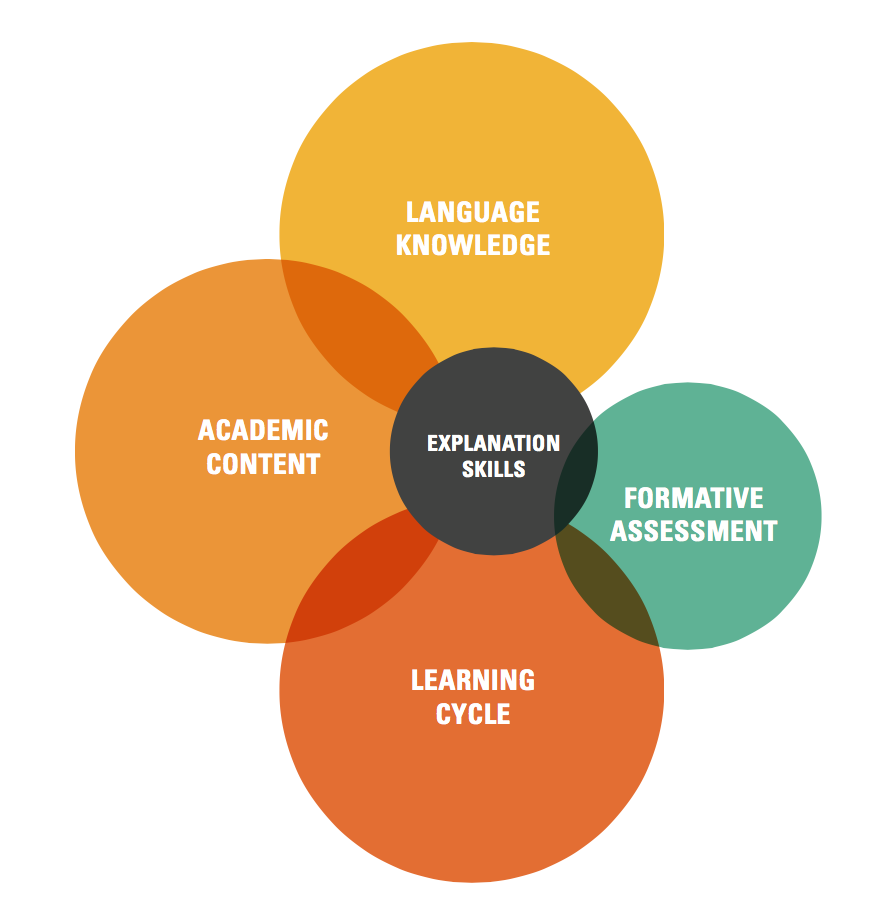 LANGUAGE
KNOWLEDGE
ACADEMIC
CONTENT
EXPLANATION
SKILLS
FORMATIVE
ASSESSMENT
LEARNING
CYCLE